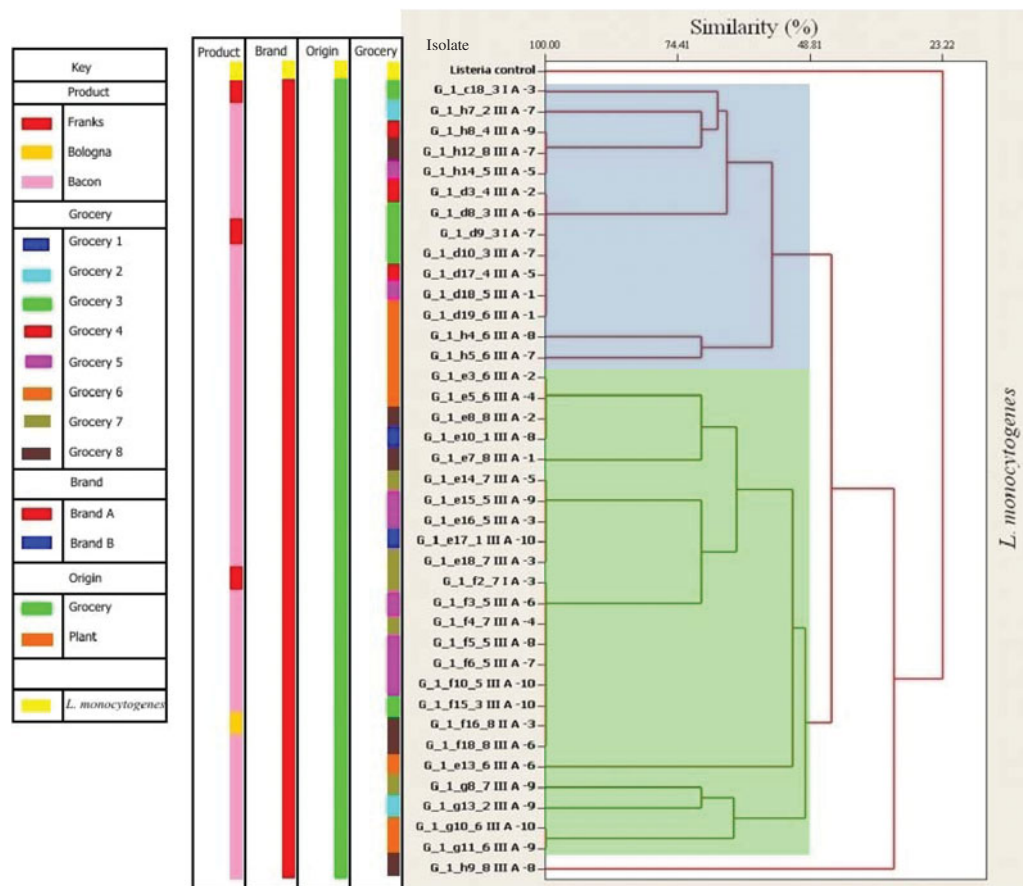 Key
Product
Franks
Bologna
Bacon
Grocery
Grocery 1
Grocery 2
Grocery 3
Grocery 4
Grocery 5
Grocery 6
Grocery 7
Grocery 8
Brand
Brand A
Brand B
Origin
Grocery
Plant
L. monocytogenes
Product Brand Origin Grocery
Similarity (%)
Isolate
100.00 74.41 48.81 23.22
Listeria control
G_1_c18_3 I A -3
G_1_h7_2 III A -7
G_1_h8_4 III A -9
G_1_h12_8 III A -7
G_1_h14_5 III A -5
G_1_d3_4 III A -2
G_1_d8_3 III A -6
G_1_d9_3 I A -7
G_1_d10_3 III A -7
G_1_d17_4 III A -5
G_1_d18_5 III A -1
G_1_d19_6 III A -1
G_1_h4_6 III A -8
G_1_h5_6 III A -7
G_1_e3_6 III A -2
G_1_e5_6 III A -4
G_1_e8_8 III A -2
G_1_e10_1 III A -8
G_1_e7_8 III A -1
G_1_e14_7 III A -5
G_1_e15_5 III A -9
G_1_e16_5 III A -3
G_1_e17_1 III A -10
G_1_e18_7 III A -3
G_1_f2_7 I A -3
G_1_f3_5 III A -6
G_1_f4_7 III A -4
G_1_f5_5 III A -8
G_1_f6_5 III A -7
G_1_f10_5 III A -10
G_1_f15_3 III A -10
G_1_f16_8 II A -3
G_1_f18_8 III A -6
G_1_e13_6 III A -6
G_1_g8_7 III A -9
G_1_g13_2 III A -9
G_1_g10_6 III A -10
G_1_g11_6 III A -9
G_1_h9_8 III A -8
L. monocytogenes